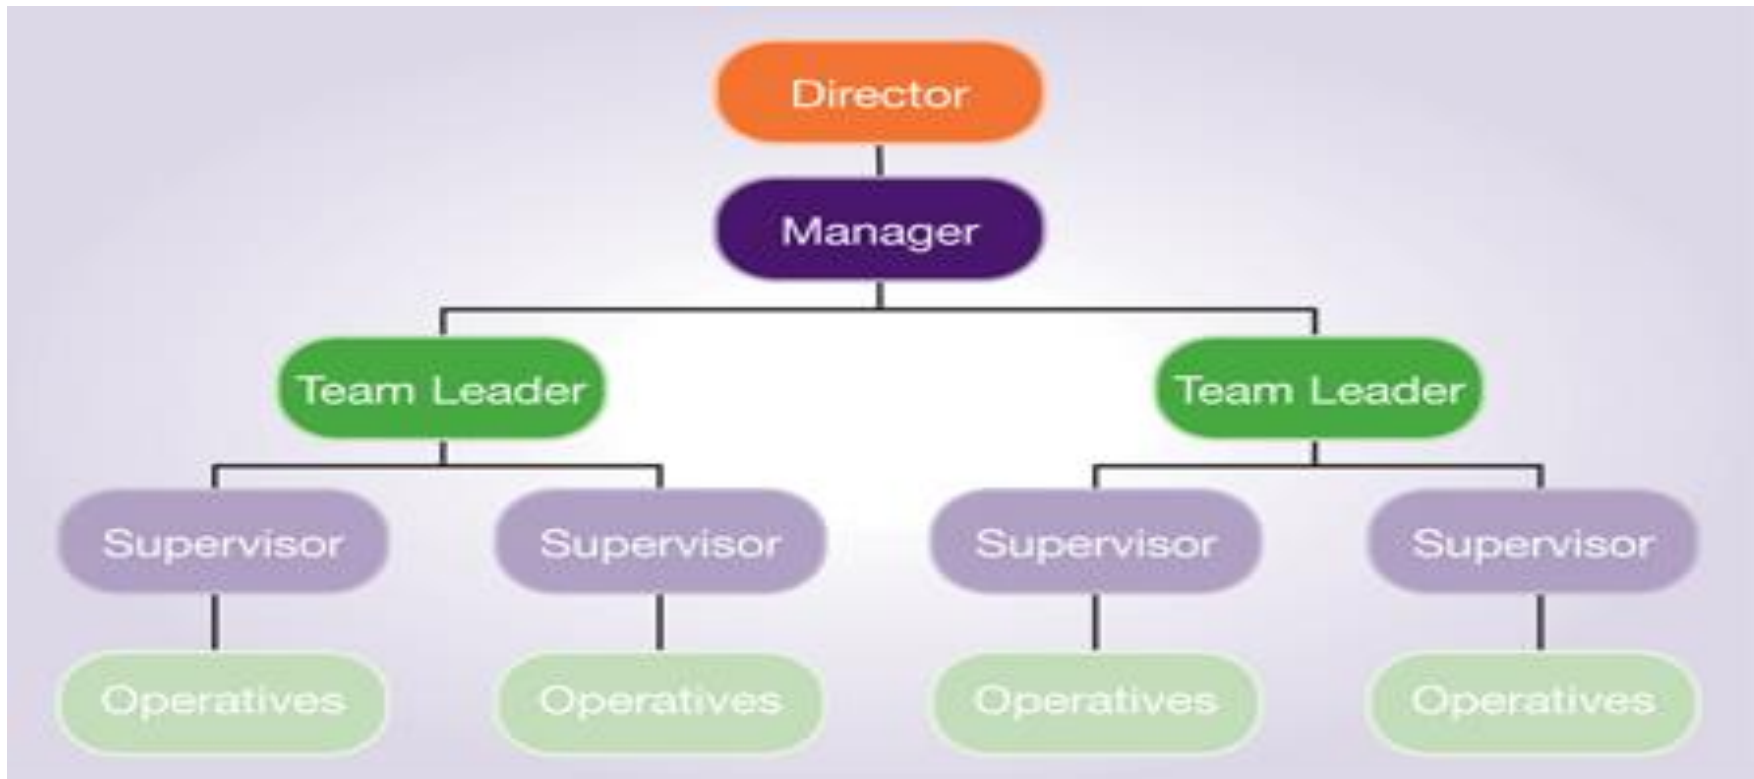 Director
Manager
Team Leader Team Leader
Supervisor Supervisor Supervisor Supervisor
Operatives Operatives Operatives Operatives